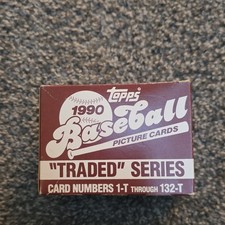 Topps
1990
Baseball
PICTURE CARDS
"TRADED" SERIES
CARD NUMBERS 1-T THROUGH 132-T